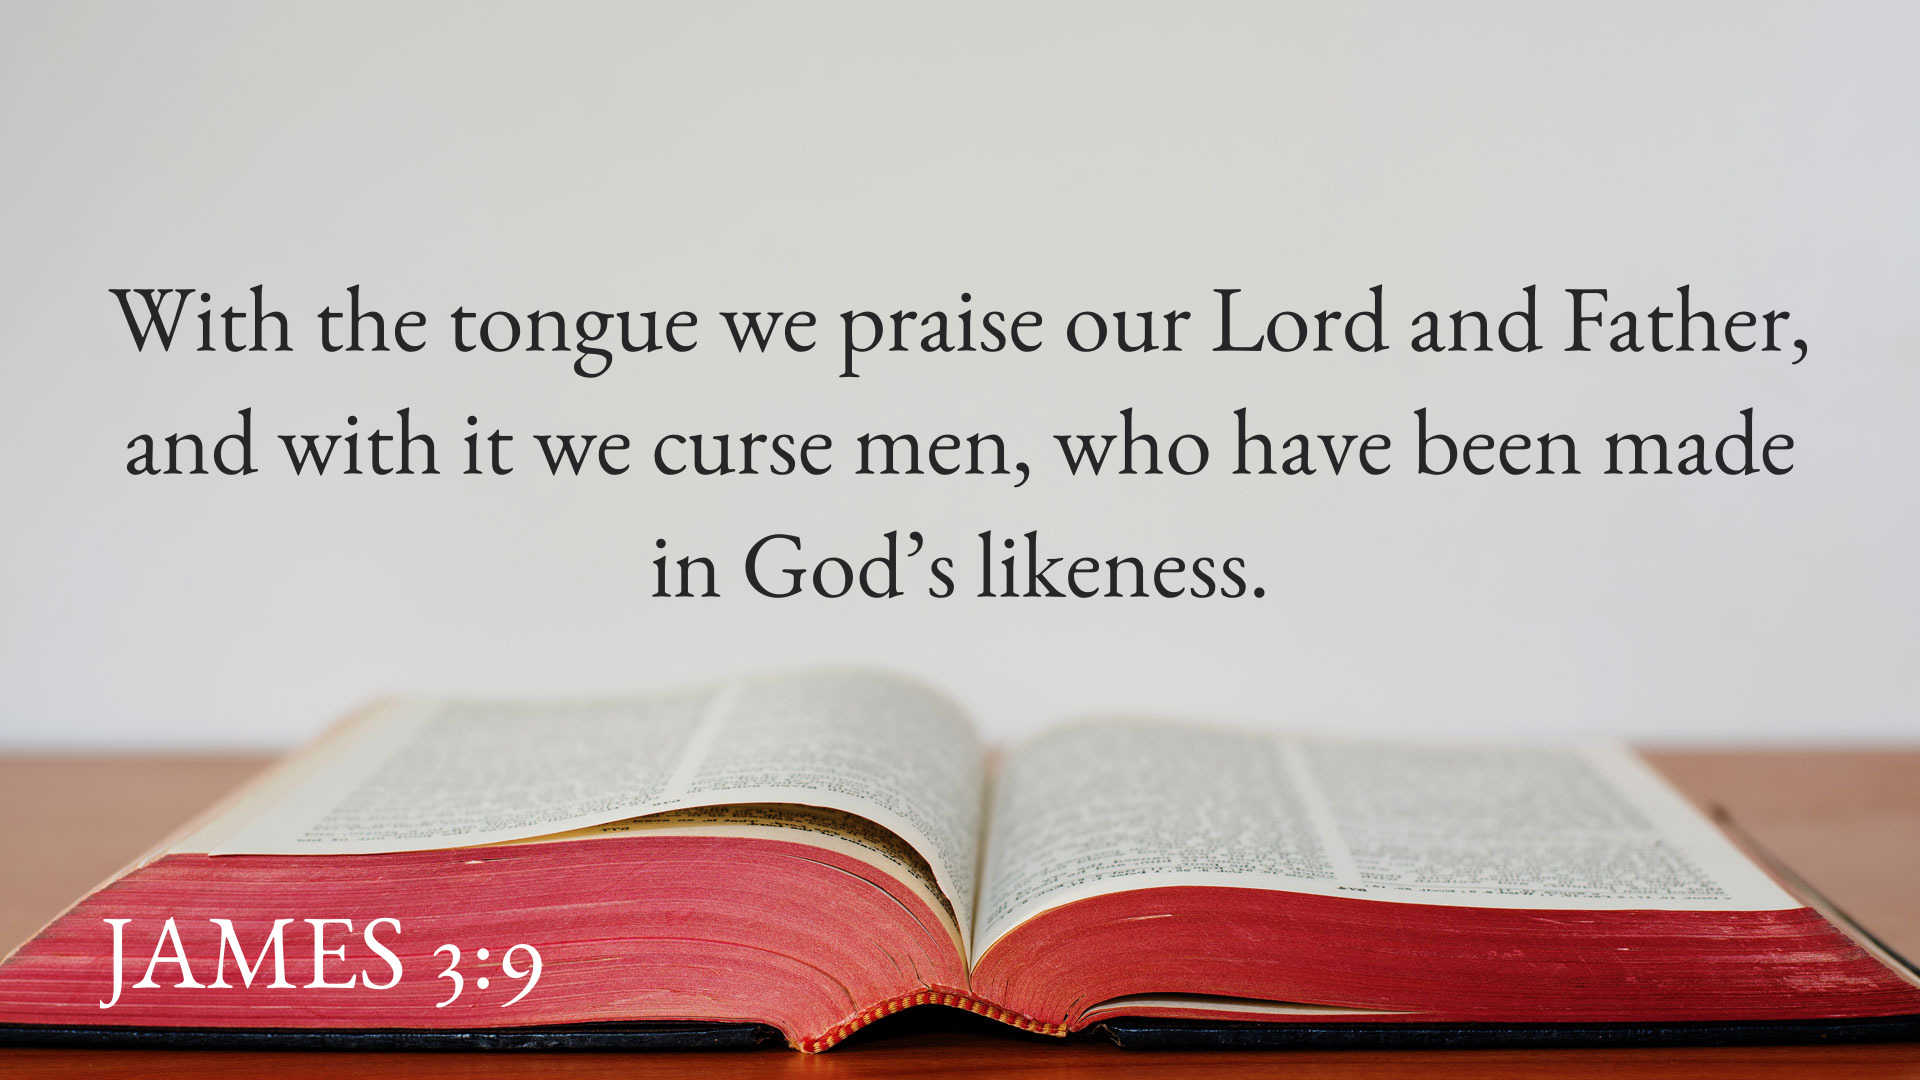 With the tongue we praise our Lord and Father,
and with it we curse men, who have been made
in God’s likeness.
JAMES 3:9